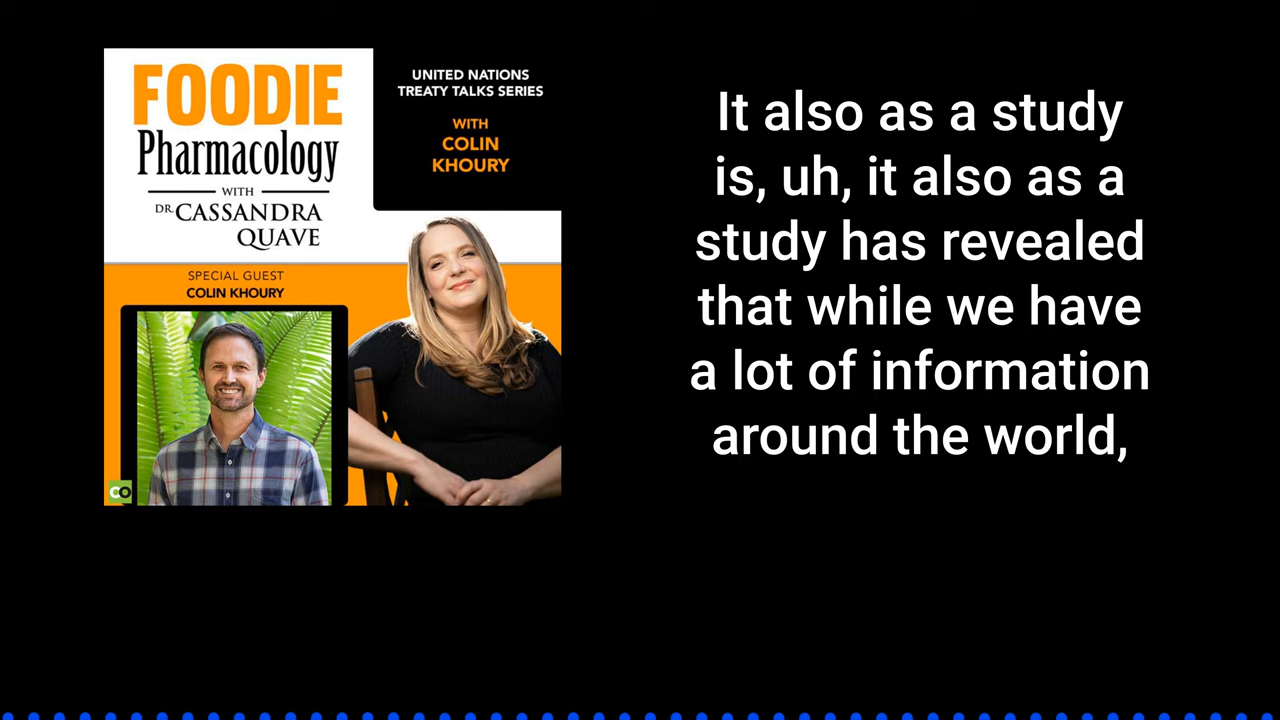 FOODIE
Pharmacology
WITH
DR. CASSANDRA
QUAVE
UNITED NATIONS
TREATY TALKS SERIES
WITH
COLIN
KHOURY
SPECIAL GUEST
COLIN KHOURY
CO
It also as a study
is, uh, it also as a
study has revealed
that while we have
a lot of information
around the world,